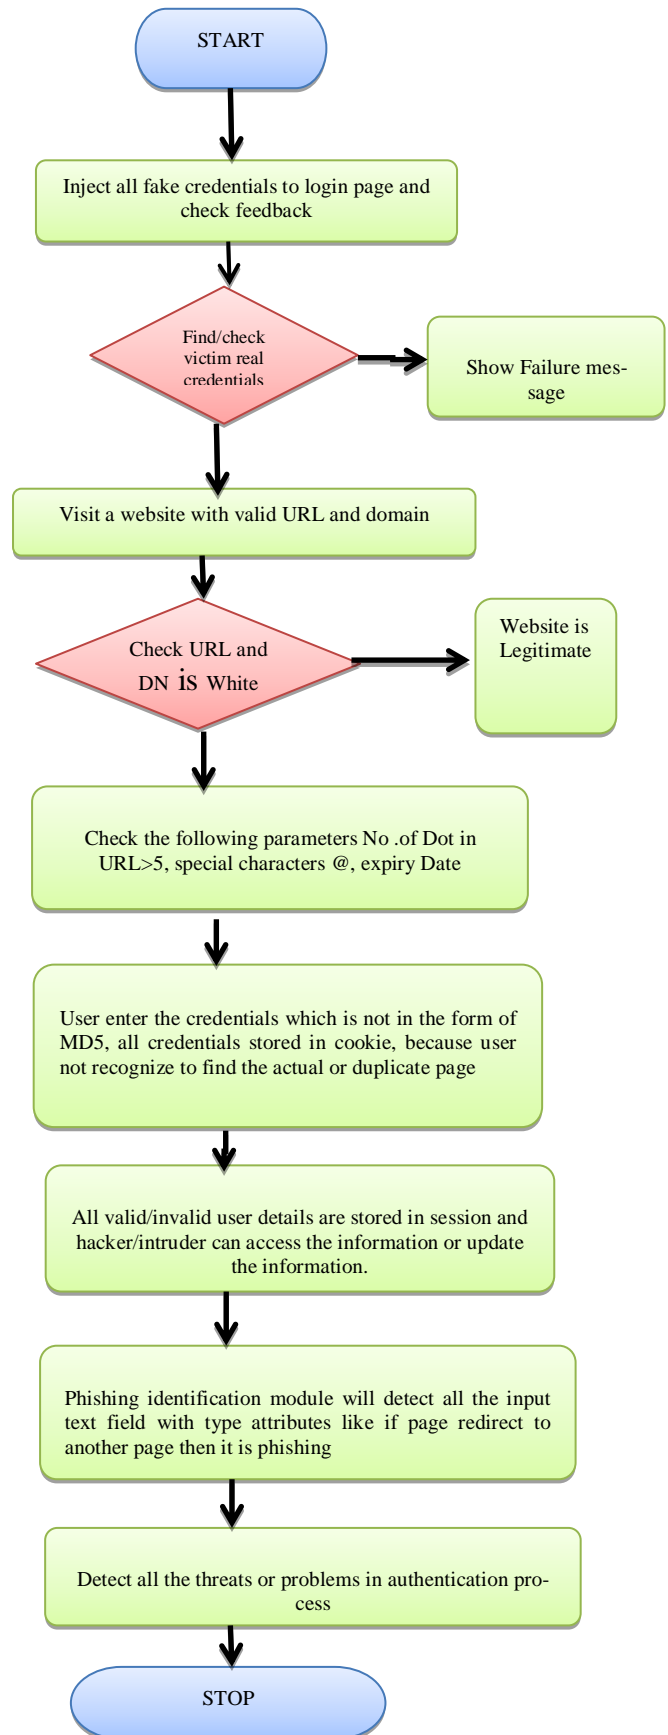 START
Inject all fake credentials to login page and
check feedback
Find/check
victim real
credentials
Show Failure mes-
sage
Visit a website with valid URL and domain
Check URL and
DN is White
Website is
Legitimate
Check the following parameters No .of Dot in
URL>5, special characters @, expiry Date
User enter the credentials which is not in the form of
MD5, all credentials stored in cookie, because user
not recognize to find the actual or duplicate page
All valid/invalid user details are stored in session and
hacker/intruder can access the information or update
the information.
Phishing identification module will detect all the input
text field with type attributes like if page redirect to
another page then it is phishing
Detect all the threats or problems in authentication pro-
cess
STOP